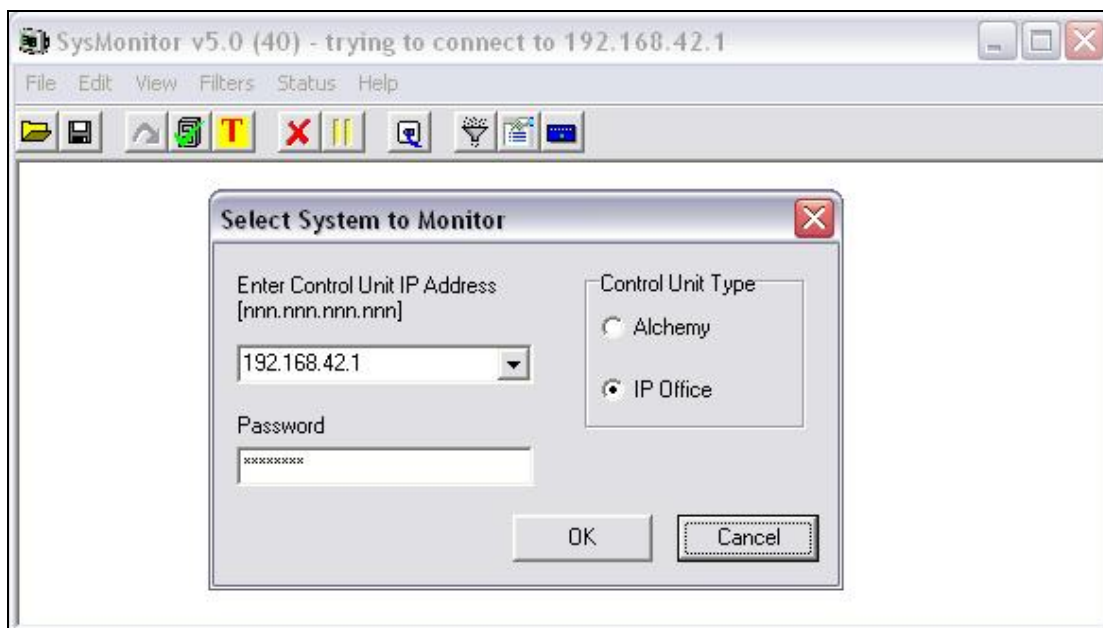 SysMonitor v5.0 (40) - trying to connect to 192.168.42.1
File Edit View Filters Status Help
T
Select System to Monitor
Enter Control Unit IP Address
[nnn.nnn.nnn.nnn]
192.168.42.1
Password
********
Control Unit Type
Alchemy
IP Office
OK Cancel